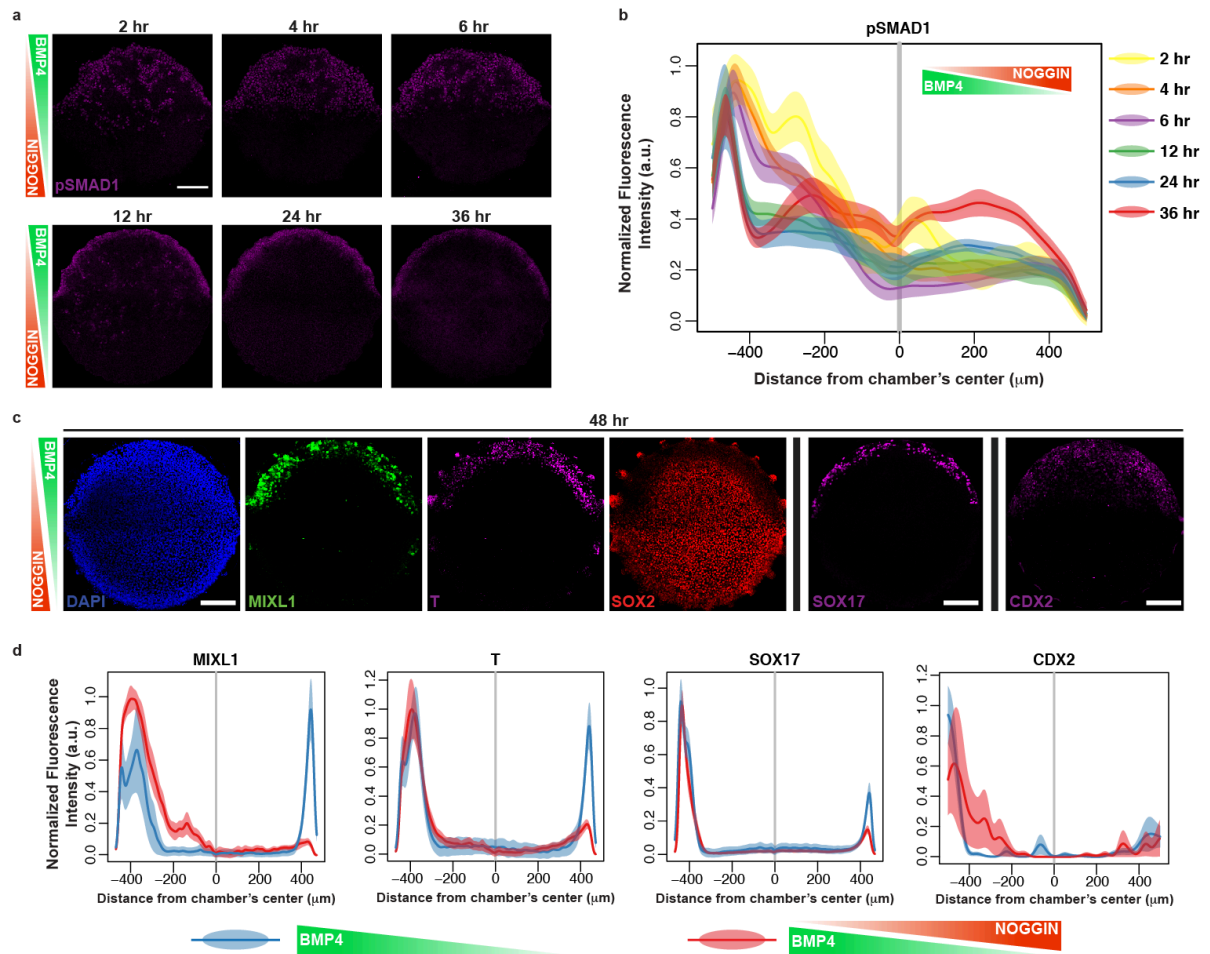 a
2 hr
4 hr
6 hr
BMP4
NOGGIN
pSMAD1
12 hr
24 hr
36 hr
BMP4
NOGGIN
b
pSMAD1
Normalized Fluorescence
Intensity (a.u.)
1.0
0.8
0.6
0.4
0.2
0.0
NOGGIN
BMP4
−400
−200
0
200
400
Distance from chamber's center (μm)
2 hr
4 hr
6 hr
12 hr
24 hr
36 hr
c
48 hr
BMP4
NOGGIN
DAPI
MIXL1
T
SOX2
SOX17
CDX2
d
MIXL1
Normalized Fluorescence
Intensity (a.u.)
1.0
0.8
0.6
0.4
0.2
0.0
−400
−200
0
200
400
Distance from chamber's center (μm)
T
1.2
1.0
0.8
0.6
0.4
0.2
0.0
−400
−200
0
200
400
Distance from chamber's center (μm)
SOX17
1.0
0.8
0.6
0.4
0.2
0.0
−400
−200
0
200
400
Distance from chamber's center (μm)
CDX2
1.2
1.0
0.8
0.6
0.4
0.2
0.0
−400
−200
0
200
400
Distance from chamber's center (μm)
BMP4
NOGGIN
BMP4